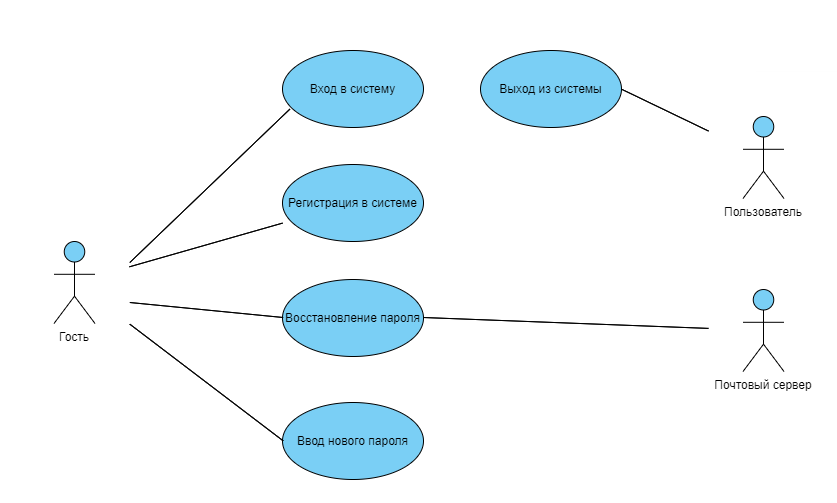 Вход в систему
Выход из системы
Регистрация в системе
Пользователь
Восстановление пароля
Гость
Почтовый сервер
Ввод нового пароля